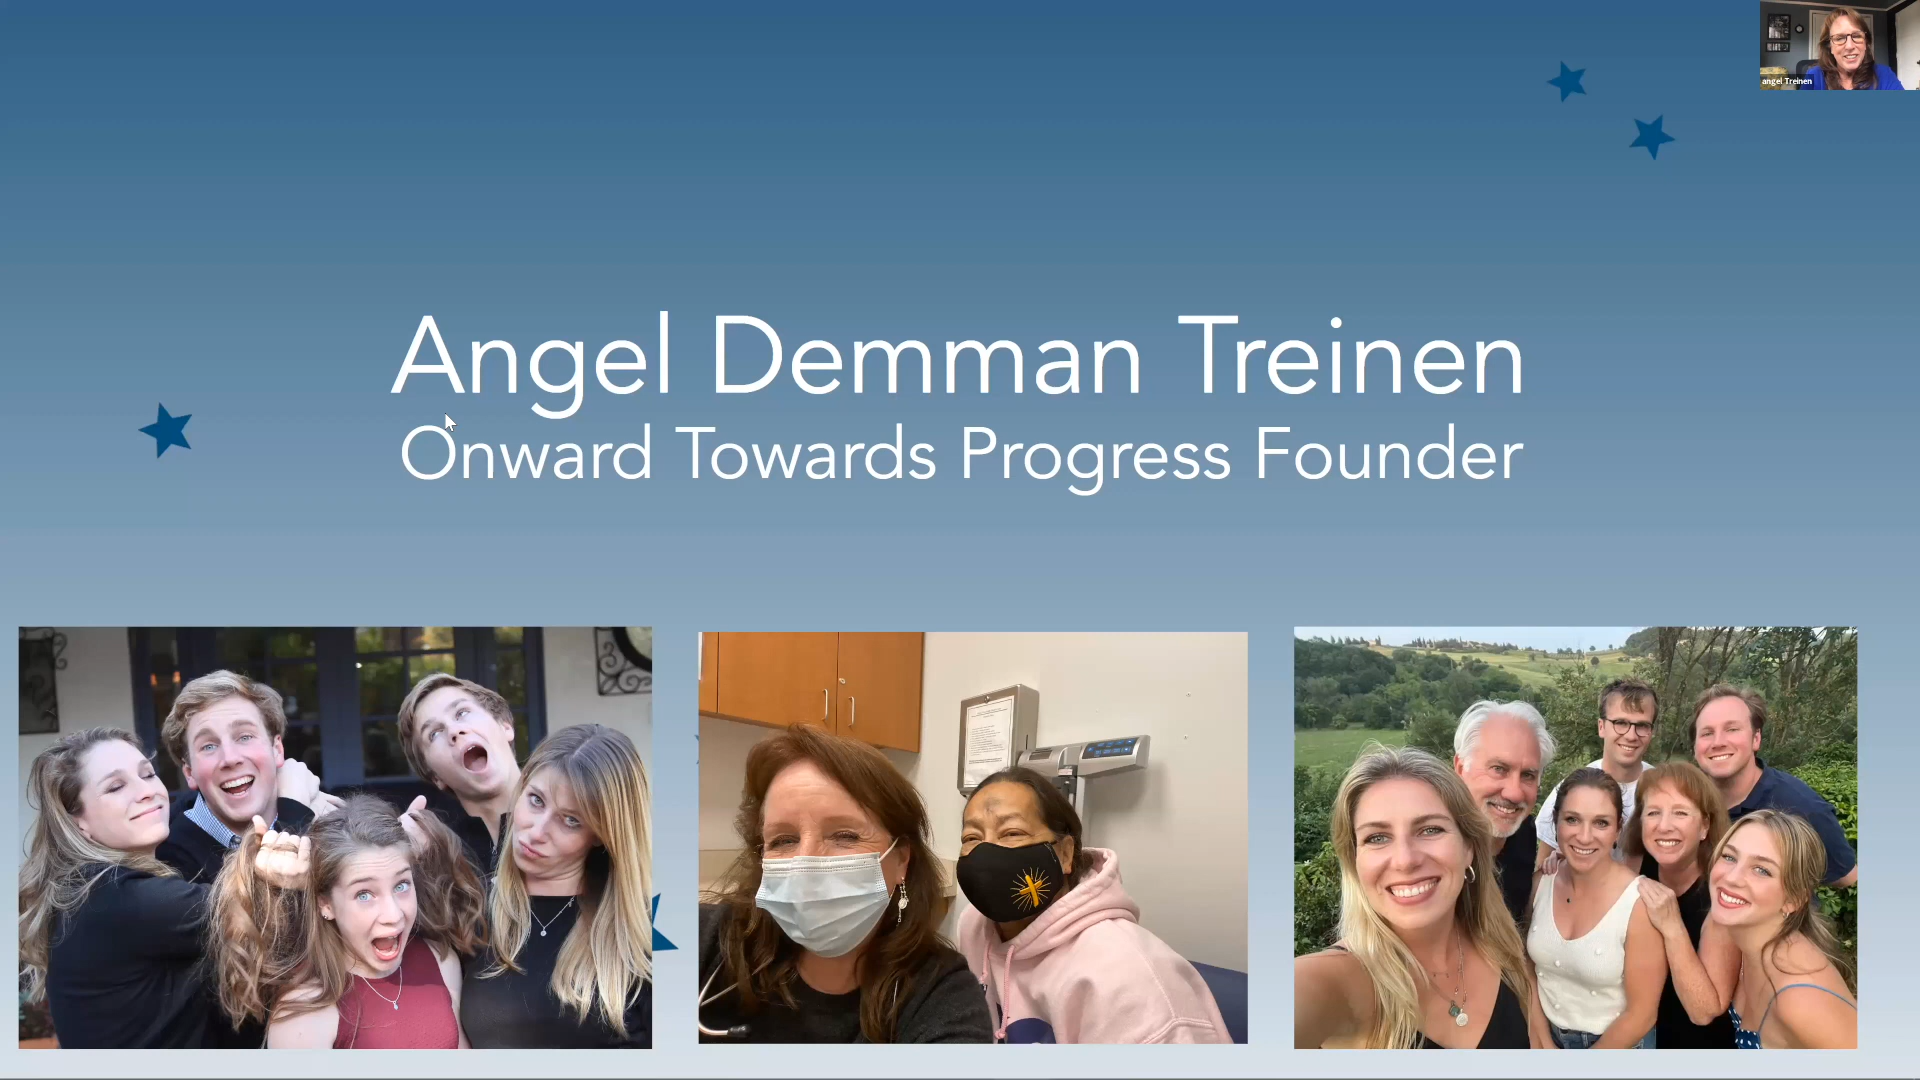 angel Treinen
Angel Demman Treinen
Onward Towards Progress Founder